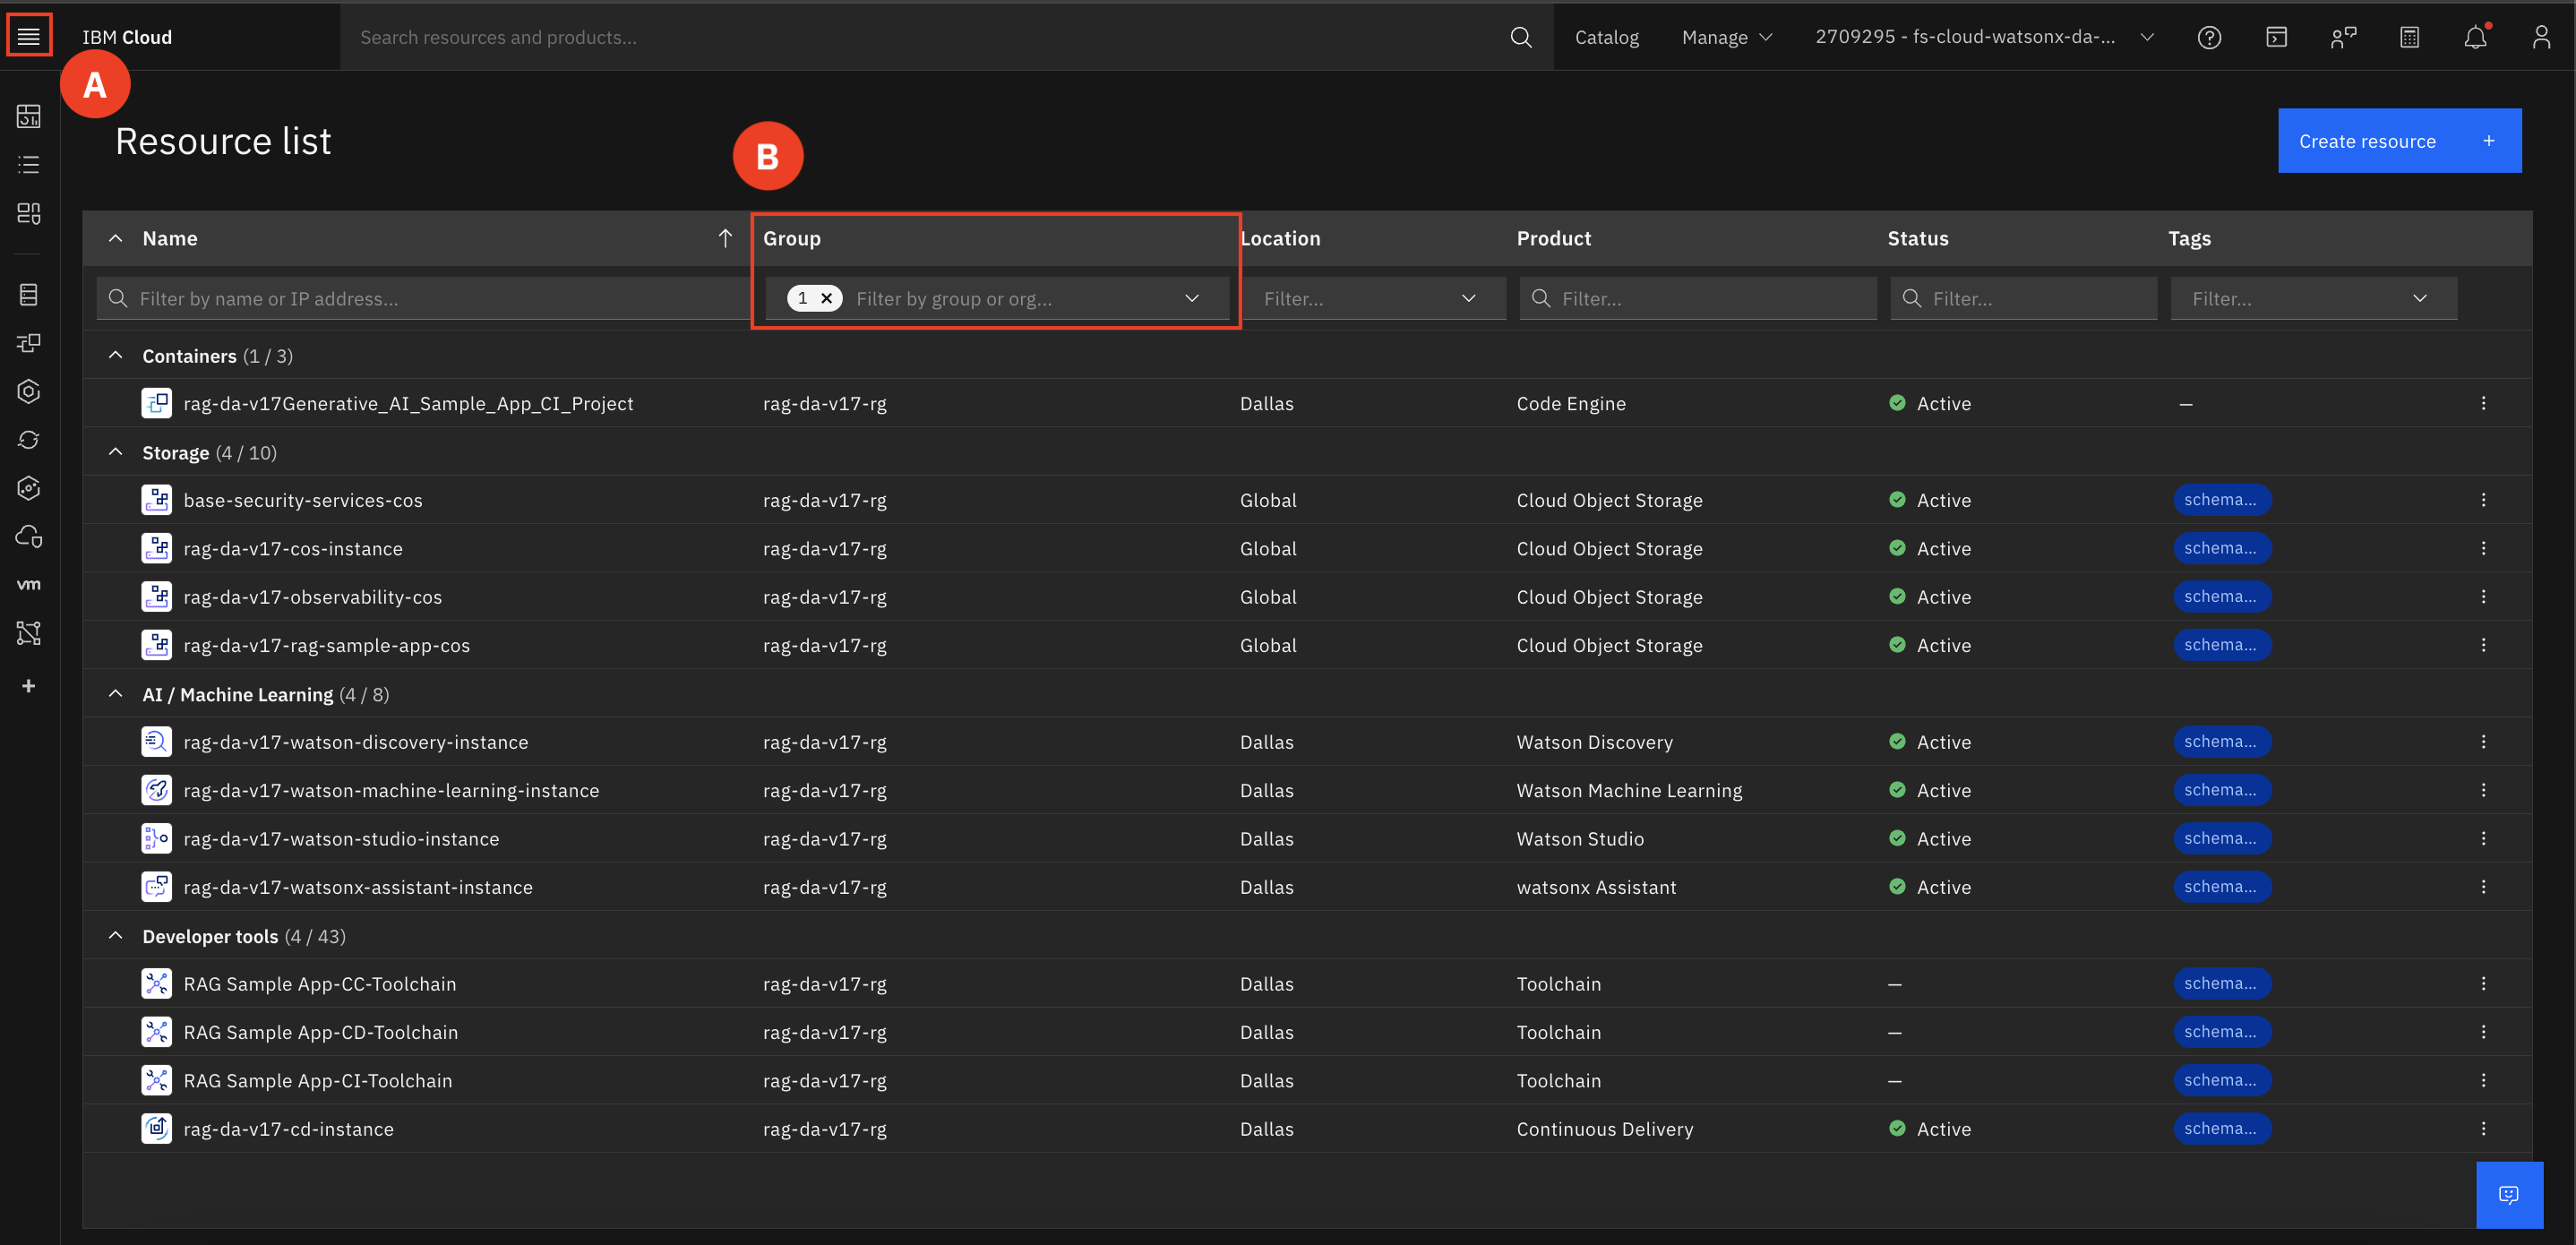 IBM Cloud
Search resources and products...
Catalog
Manage
2709295 - fs-cloud-watsonx-da-...
A
Resource list
B
Create resource +
Name
Group
Location
Product
Status
Tags
Filter by name or IP address...
1 × Filter by group or org...
Filter...
Filter...
Filter...
Filter...
Containers (1 / 3)
rag-da-v17Generative_AI_Sample_App_CI_Project rag-da-v17-rg Dallas Code Engine Active –
Storage (4 / 10)
base-security-services-cos rag-da-v17-rg Global Cloud Object Storage Active schema...
rag-da-v17-cos-instance rag-da-v17-rg Global Cloud Object Storage Active schema...
rag-da-v17-observability-cos rag-da-v17-rg Global Cloud Object Storage Active schema...
rag-da-v17-rag-sample-app-cos rag-da-v17-rg Global Cloud Object Storage Active schema...
AI / Machine Learning (4 / 8)
rag-da-v17-watson-discovery-instance rag-da-v17-rg Dallas Watson Discovery Active schema...
rag-da-v17-watson-machine-learning-instance rag-da-v17-rg Dallas Watson Machine Learning Active schema...
rag-da-v17-watson-studio-instance rag-da-v17-rg Dallas Watson Studio Active schema...
rag-da-v17-watsonx-assistant-instance rag-da-v17-rg Dallas watsonx Assistant Active schema...
Developer tools (4 / 43)
RAG Sample App-CC-Toolchain rag-da-v17-rg Dallas Toolchain – schema...
RAG Sample App-CD-Toolchain rag-da-v17-rg Dallas Toolchain – schema...
RAG Sample App-CI-Toolchain rag-da-v17-rg Dallas Toolchain – schema...
rag-da-v17-cd-instance rag-da-v17-rg Dallas Continuous Delivery Active schema...
vm